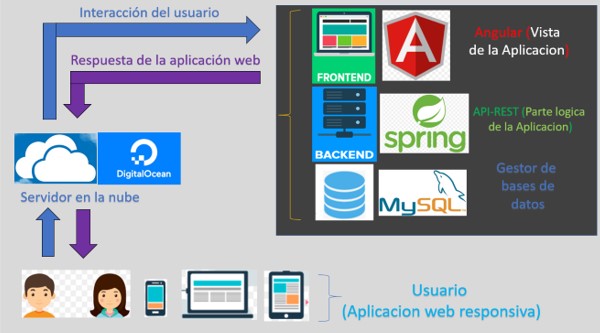 Interacción del usuario
Respuesta de la aplicación web
FRONTEND
A
Angular (Vista
de la Aplicacion)
BACKEND
spring
API-REST (Parte logica
de la Aplicacion)
MySQL
Gestor de
bases de
datos
DigitalOcean
Servidor en la nube
Usuario
(Aplicacion web responsiva)